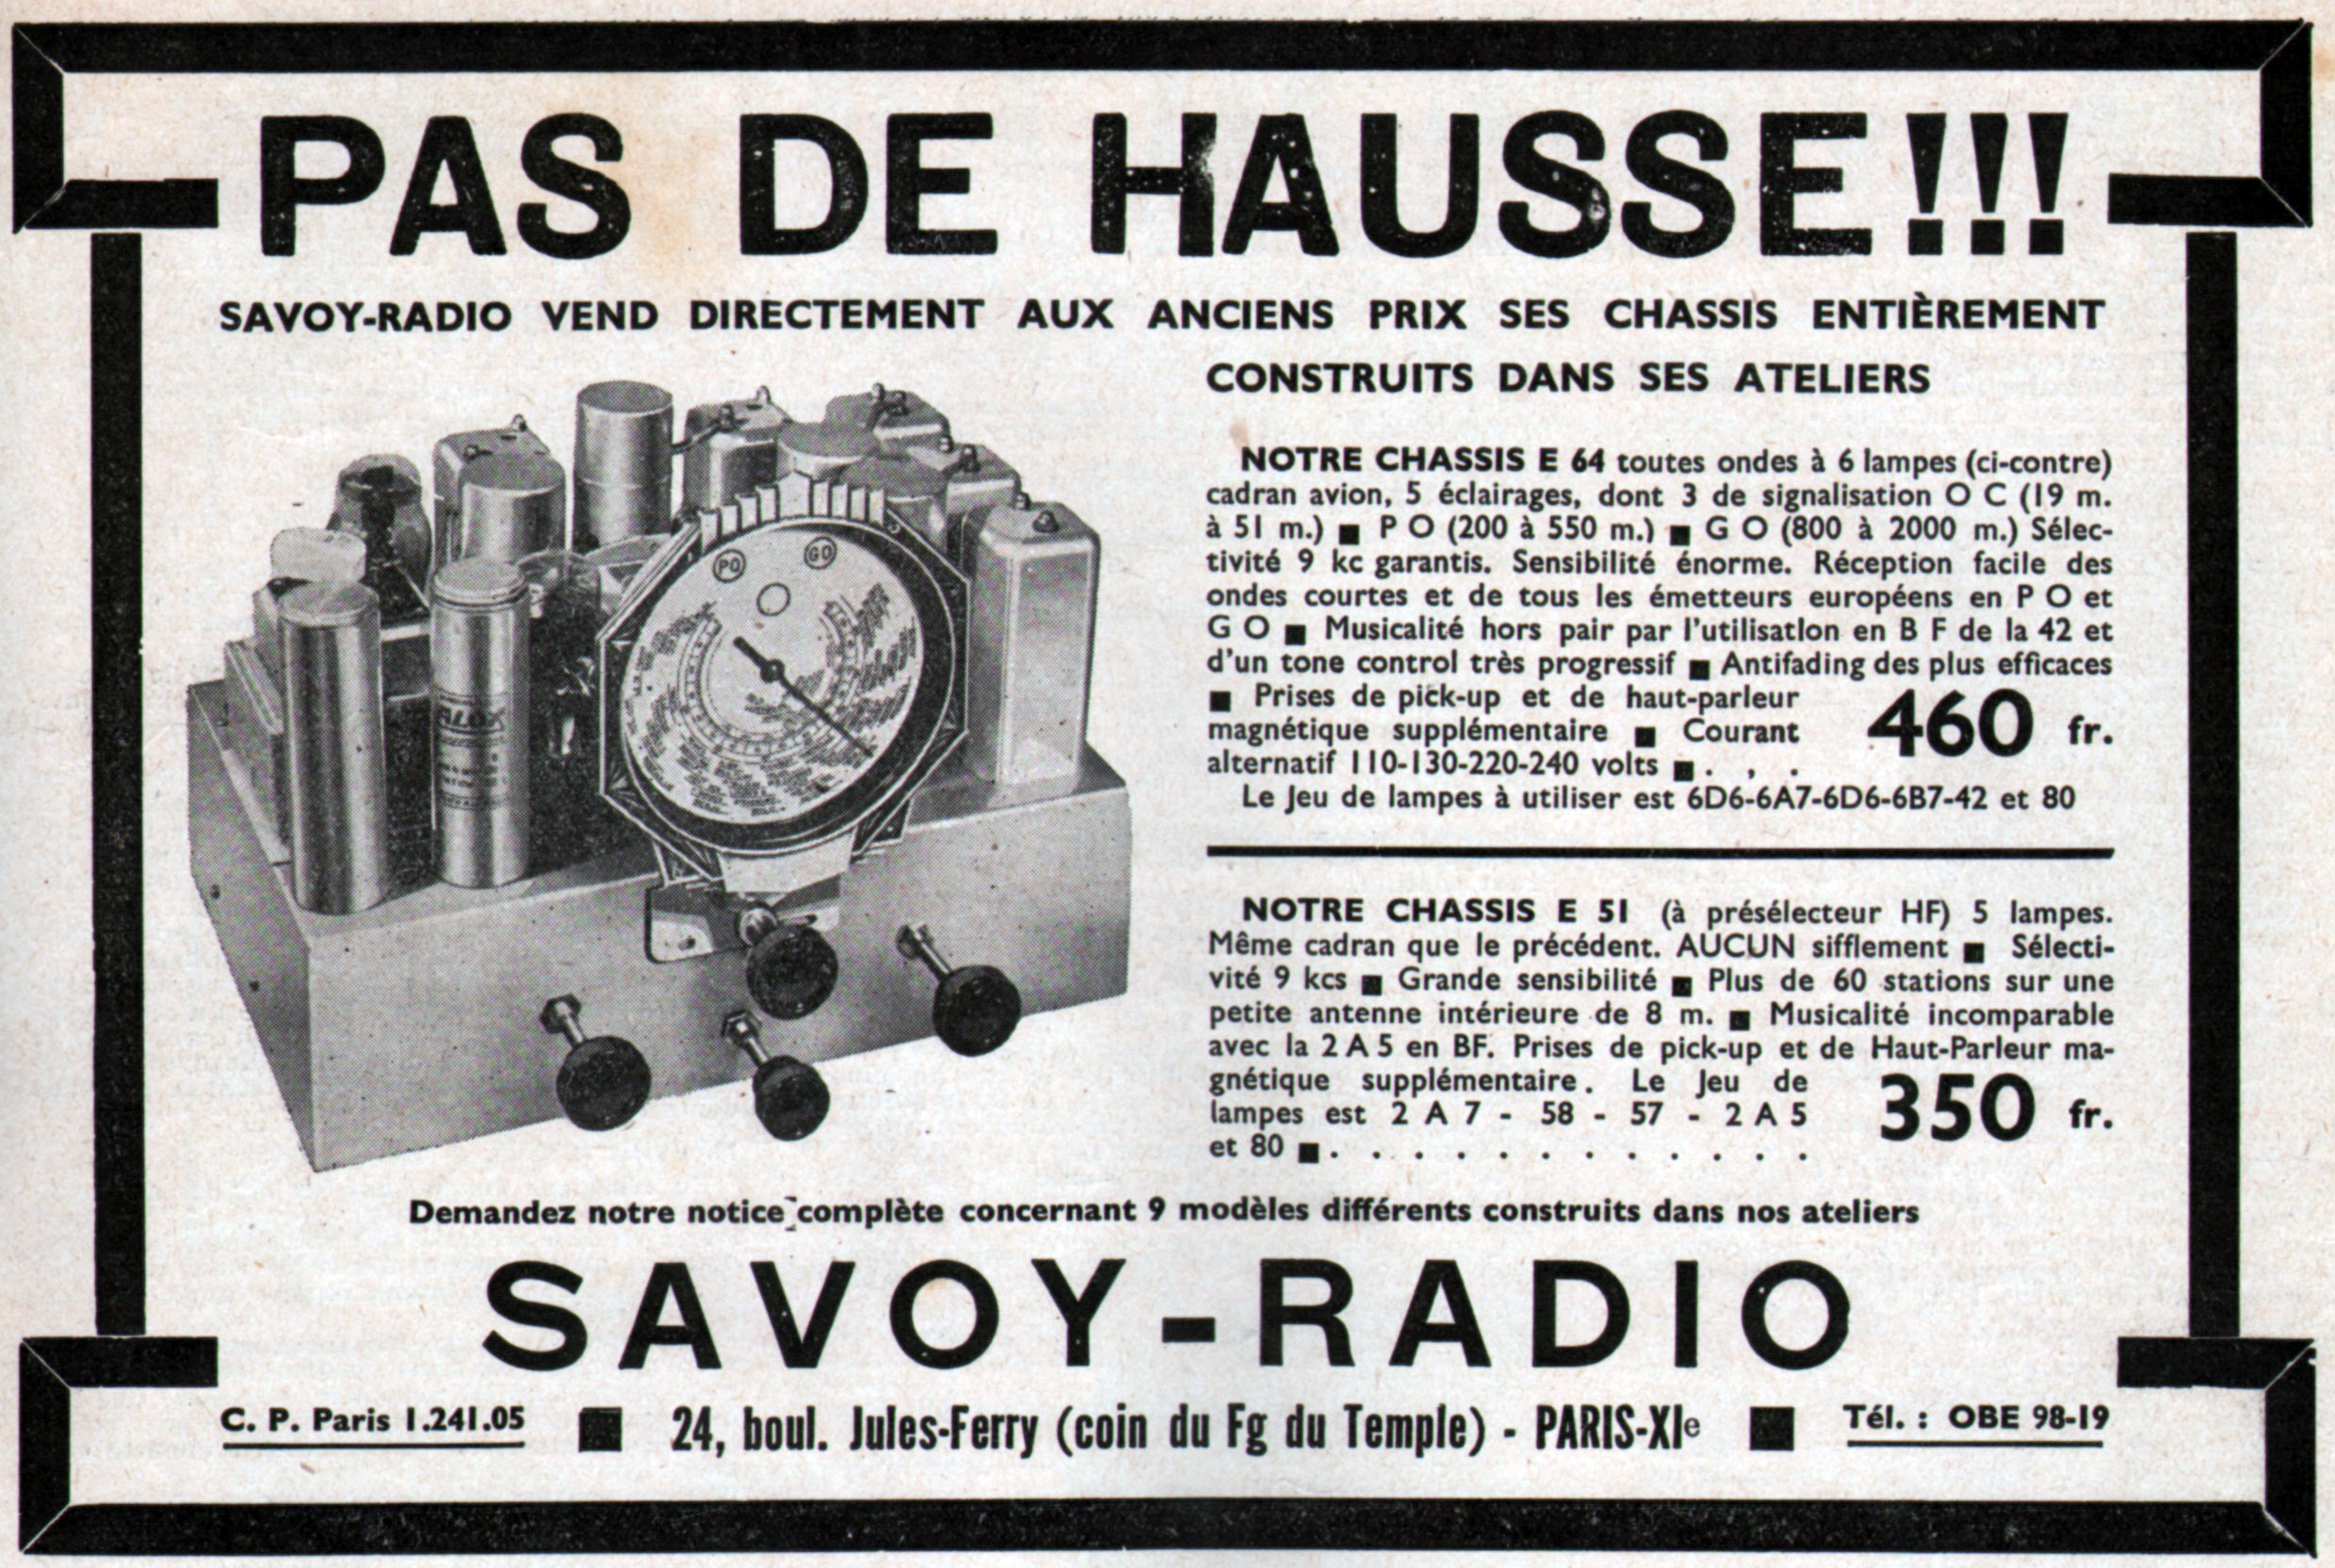 PAS DE HAUSSE!!!
SAVOY-RADIO VEND DIRECTEMENT AUX ANCIENS PRIX SES CHASSIS ENTIÈREMENT
CONSTRUITS DANS SES ATELIERS
NOTRE CHASSIS E 64 toutes ondes à 6 lampes (ci-contre)
cadran avion, 5 éclairages, dont 3 de signalisation O C (19 m.
à 51 m.) ■ P O (200 à 550 m.) ■ G O (800 à 2000 m.) Sélec-
tivité 9 kc garantis. Sensibilité énorme. Réception facile des
ondes courtes et de tous les émetteurs européens en P O et
G O ■ Musicalité hors pair par l'utilisation en B F de la 42 et
d'un tone control très progressif ■ Antifading des plus efficaces
■ Prises de pick-up et de haut-parleur
magnétique supplémentaire ■ Courant
alternatif 110-130-220-240 volts ■ . , .
460 fr.
Le Jeu de lampes à utiliser est 6D6-6A7-6D6-6B7-42 et 80
NOTRE CHASSIS E 51 (à présélecteur HF) 5 lampes.
Même cadran que le précédent. AUCUN sifflement ■ Sélecti-
vité 9 kcs ■ Grande sensibilité ■ Plus de 60 stations sur une
petite antenne intérieure de 8 m. ■ Musicalité incomparable
avec la 2 A 5 en BF. Prises de pick-up et de Haut-Parleur ma-
gnétique supplémentaire. Le Jeu de
lampes est 2 A 7 - 58 - 57 - 2 A 5
et 80 ■ . . . . . . . . . . . .
350 fr.
PO
GO
ALOX
Demandez notre notice complète concernant 9 modèles différents construits dans nos ateliers
SAVOY-RADIO
C. P. Paris 1.241.05 ■ 24, boul. Jules-Ferry (coin du Fg du Temple) - PARIS-XIe ■ Tél. : OBE 98-19